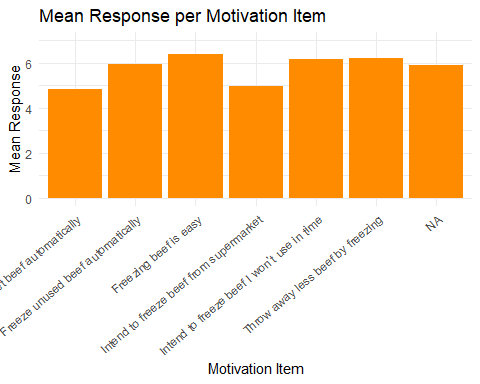 Mean Response per Motivation Item
Mean Response
6
4
2
0
beef automatically
Freeze unused beef automatically
Freezing beef is easy
Intend to freeze beef from supermarket
Intend to freeze beef I won't use in time
Throw away less beef by freezing
NA
Motivation Item